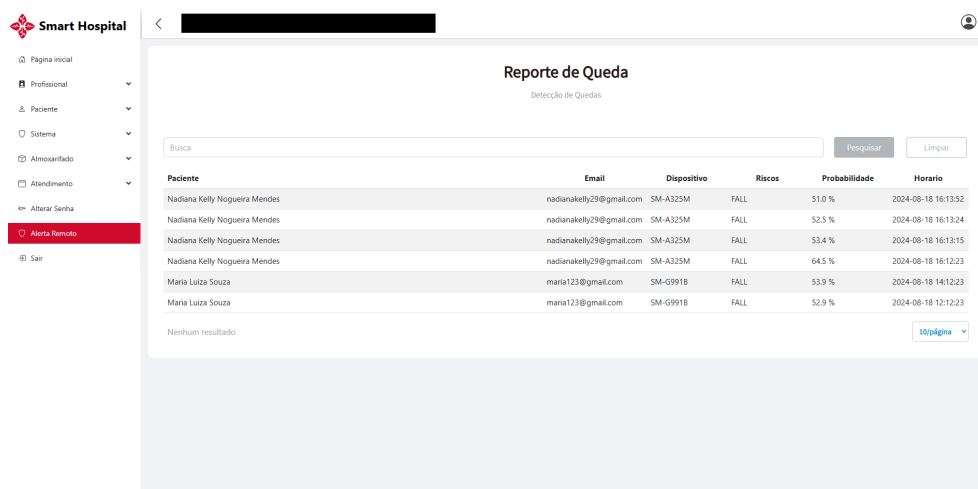 Smart Hospital
Página inicial
Profissional
Paciente
Sistema
Almoxarifado
Atendimento
Alterar Senha
Alerta Remoto
Sair
Reporte de Queda
Detecção de Quedas
Busca
Pesquisar
Limpar
Paciente Email Dispositivo Riscos Probabilidade Horario
Nadiana Kelly Nogueira Mendes nadianakelly29@gmail.com SM-A325M FALL 51.0 % 2024-08-18 16:13:52
Nadiana Kelly Nogueira Mendes nadianakelly29@gmail.com SM-A325M FALL 52.5 % 2024-08-18 16:13:24
Nadiana Kelly Nogueira Mendes nadianakelly29@gmail.com SM-A325M FALL 53.4 % 2024-08-18 16:13:15
Nadiana Kelly Nogueira Mendes nadianakelly29@gmail.com SM-A325M FALL 64.5 % 2024-08-18 16:12:23
Maria Luiza Souza maria123@gmail.com SM-G991B FALL 53.9 % 2024-08-18 14:12:23
Maria Luiza Souza maria123@gmail.com SM-G991B FALL 52.9 % 2024-08-18 12:12:23
Nenhum resultado
10/página